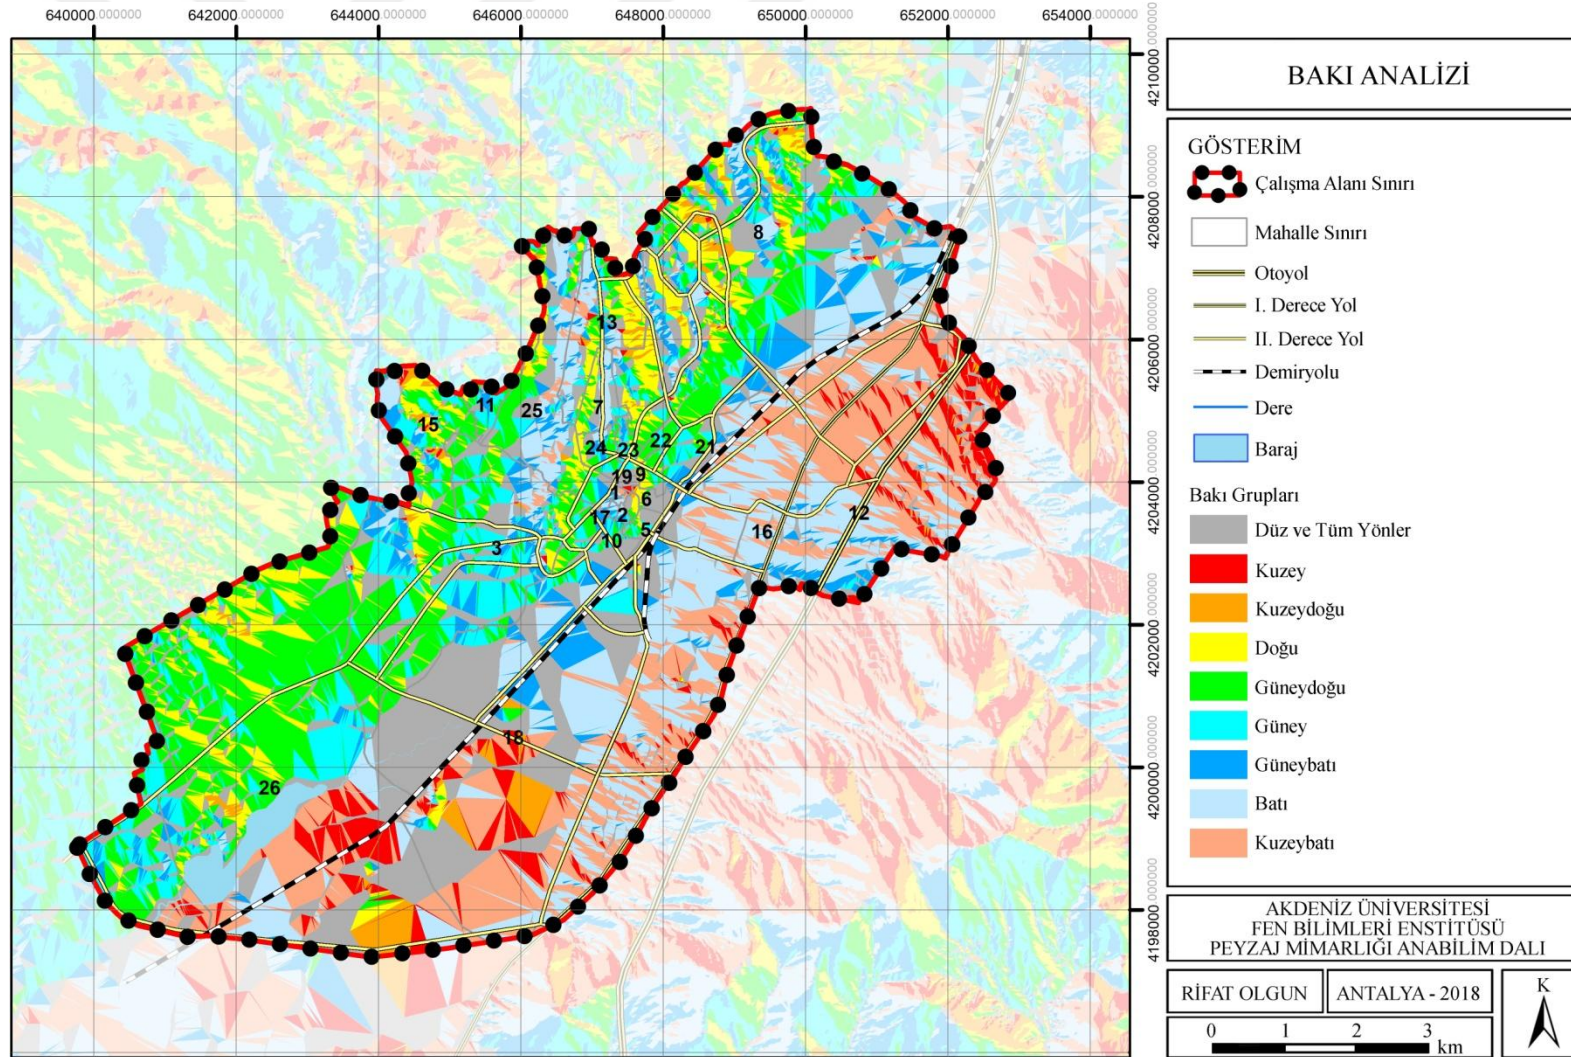 640000.000000 642000.000000 644000.000000 646000.000000 648000.000000 650000.000000 652000.000000 654000.000000
4210000.000000
4208000.000000
4206000.000000
4204000.000000
4202000.000000
4200000.000000
4198000.000000
8
13
11
25
7
15
22
21
24
23
19
9
1
6
17
2
5
10
3
16
12
18
26
BAKI ANALİZİ
GÖSTERİM
Çalışma Alanı Sınırı
Mahalle Sınırı
Otoyol
I. Derece Yol
II. Derece Yol
Demiryolu
Dere
Baraj
Bakı Grupları
Düz ve Tüm Yönler
Kuzey
Kuzeydoğu
Doğu
Güneydoğu
Güney
Güneybatı
Batı
Kuzeybatı
AKDENİZ ÜNİVERSİTESİ
FEN BİLİMLERİ ENSTİTÜSÜ
PEYZAJ MİMARLIĞI ANABİLİM DALI
RİFAT OLGUN
ANTALYA - 2018
K
0 1 2 3
km